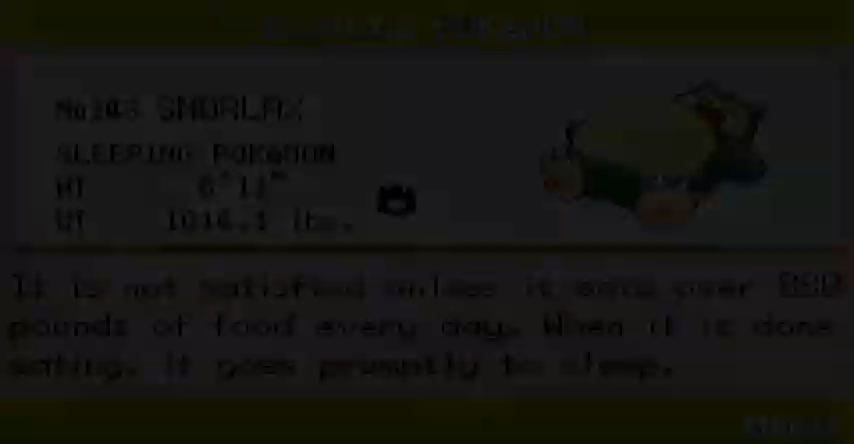 POKéMON
No143 SNORLAX
SLEEPING POKéMON
HT 6'11"
WT 1014.1 lbs.
It is not satisfied unless it eats over 880
pounds of food every day. When it is done
eating, it goes promptly to sleep.